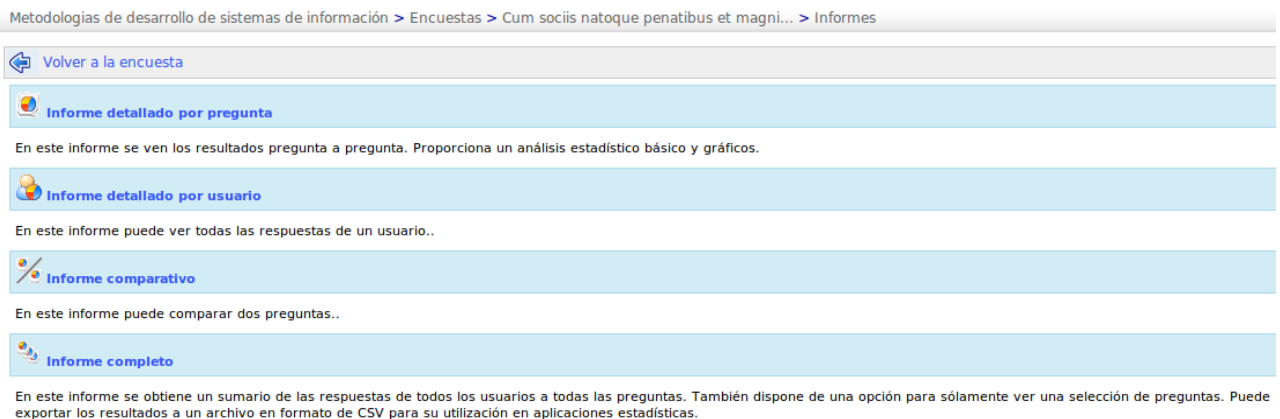 Metodologias de desarrollo de sistemas de información > Encuestas > Cum sociis natoque penatibus et magni... > Informes
Volver a la encuesta
Informe detallado por pregunta
En este informe se ven los resultados pregunta a pregunta. Proporciona un análisis estadístico básico y gráficos.
Informe detallado por usuario
En este informe puede ver todas las respuestas de un usuario..
Informe comparativo
En este informe puede comparar dos preguntas..
Informe completo
En este informe se obtiene un sumario de las respuestas de todos los usuarios a todas las preguntas. También dispone de una opción para sólamente ver una selección de preguntas. Puede
exportar los resultados a un archivo en formato de CSV para su utilización en aplicaciones estadísticas.